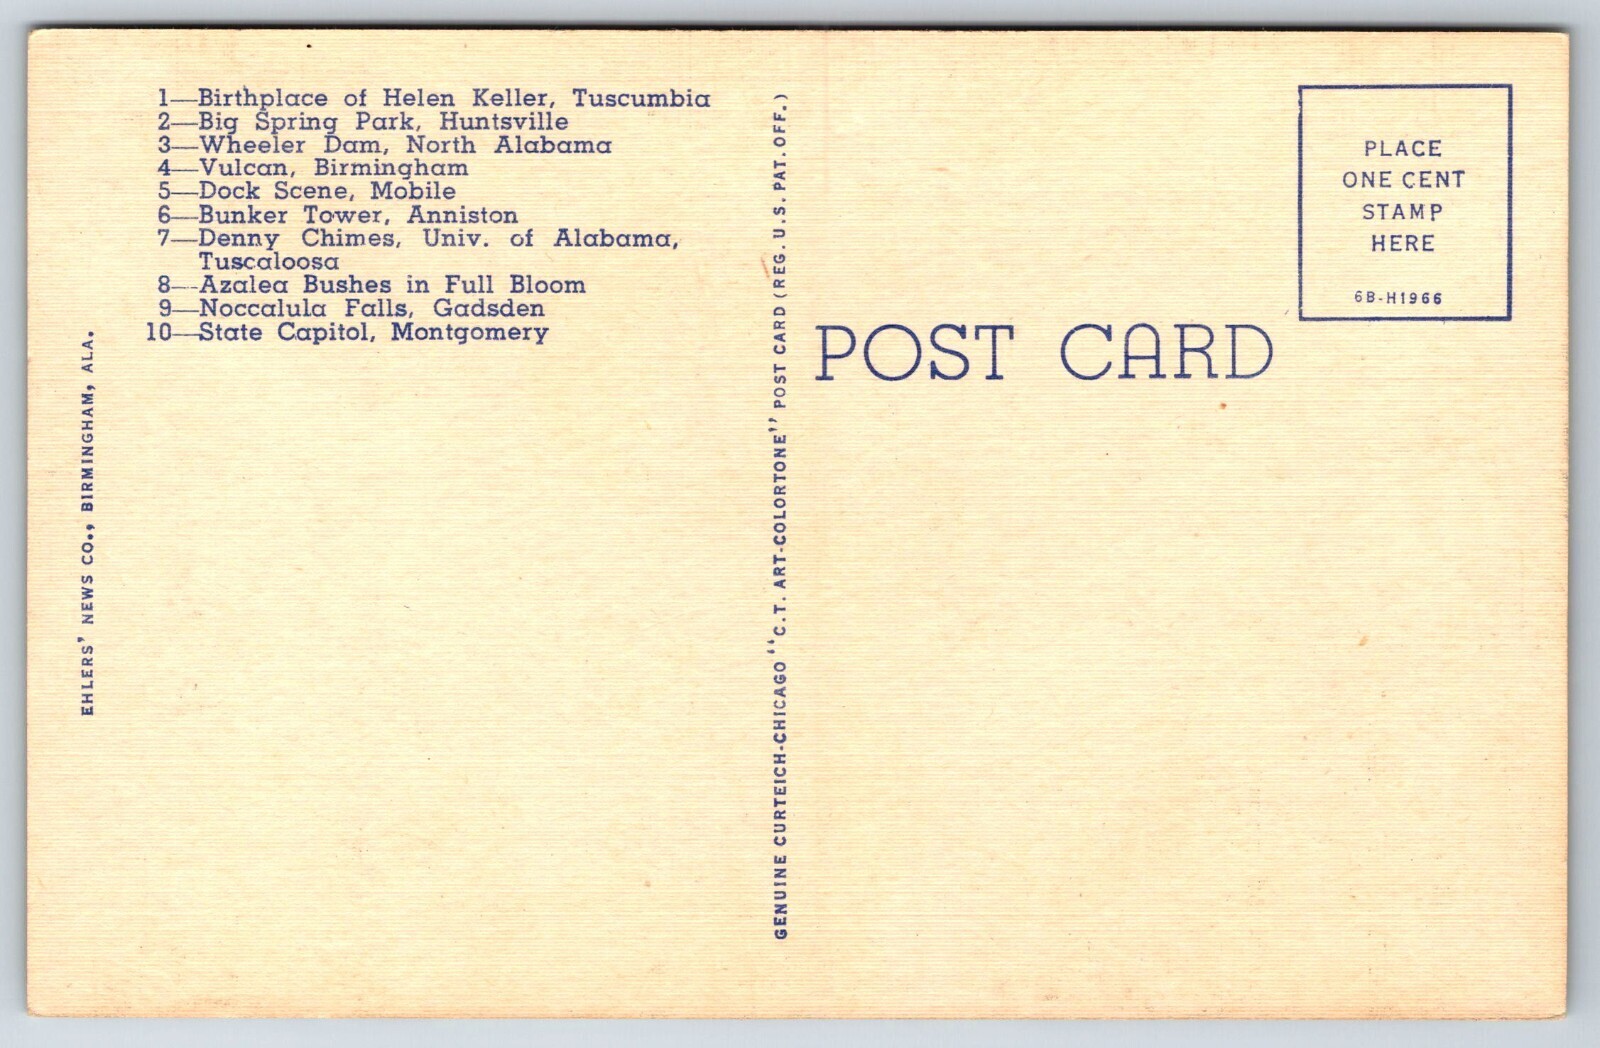 1—Birthplace of Helen Keller, Tuscumbia
2—Big Spring Park, Huntsville
3—Wheeler Dam, North Alabama
4—Vulcan, Birmingham
5—Dock Scene, Mobile
6—Bunker Tower, Anniston
7—Denny Chimes, Univ. of Alabama,
Tuscaloosa
8—Azalea Bushes in Full Bloom
9—Noccalula Falls, Gadsden
10—State Capitol, Montgomery
EHLERS' NEWS CO., BIRMINGHAM, ALA.
GENUINE CURTEICH-CHICAGO "C.T. ART-COLORTONE" POST CARD (REG. U.S. PAT. OFF.)
PLACE
ONE CENT
STAMP
HERE
6B-H1966
POST CARD